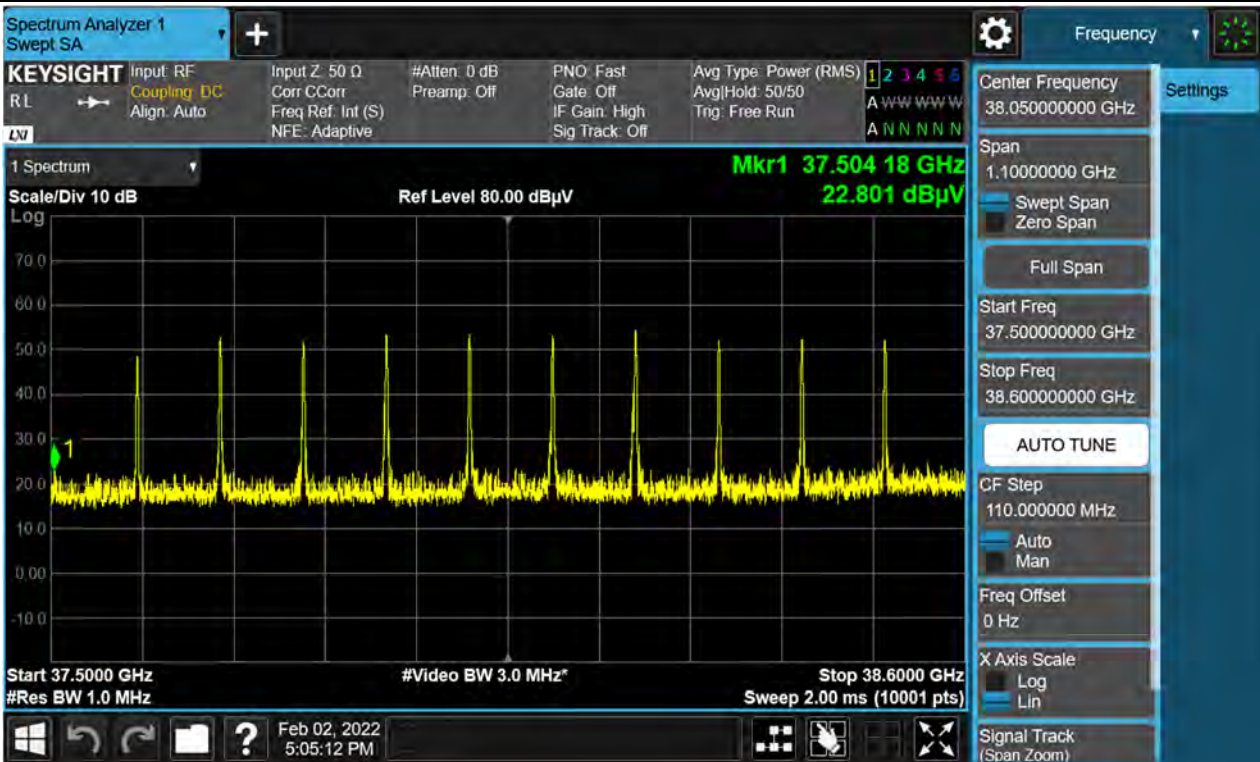 Spectrum Analyzer 1
Swept SA
+
Frequency
KEYSIGHT
RL
LXI
Input: RF
Coupling: DC
Align: Auto
Input Z: 50 Ω
Corr CCorr
Freq Ref: Int (S)
NFE: Adaptive
#Atten: 0 dB
Preamp: Off
PNO: Fast
Gate: Off
IF Gain: High
Sig Track: Off
Avg Type: Power (RMS)
Avg|Hold: 50/50
Trig: Free Run
1 2 3 4 5 6
A W W W W W
A N N N N N
1 Spectrum
Scale/Div 10 dB
Ref Level 80.00 dBµV
Mkr1 37.504 18 GHz
22.801 dBµV
Log
70.0
60.0
50.0
40.0
30.0
20.0
10.0
0.00
-10.0
1
Start 37.5000 GHz
#Res BW 1.0 MHz
#Video BW 3.0 MHz*
Stop 38.6000 GHz
Sweep 2.00 ms (10001 pts)
Settings
Center Frequency
38.050000000 GHz
Span
1.10000000 GHz
Swept Span
Zero Span
Full Span
Start Freq
37.500000000 GHz
Stop Freq
38.600000000 GHz
AUTO TUNE
CF Step
110.000000 MHz
Auto
Man
Freq Offset
0 Hz
X Axis Scale
Log
Lin
Signal Track
(Span Zoom)
?
Feb 02, 2022
5:05:12 PM